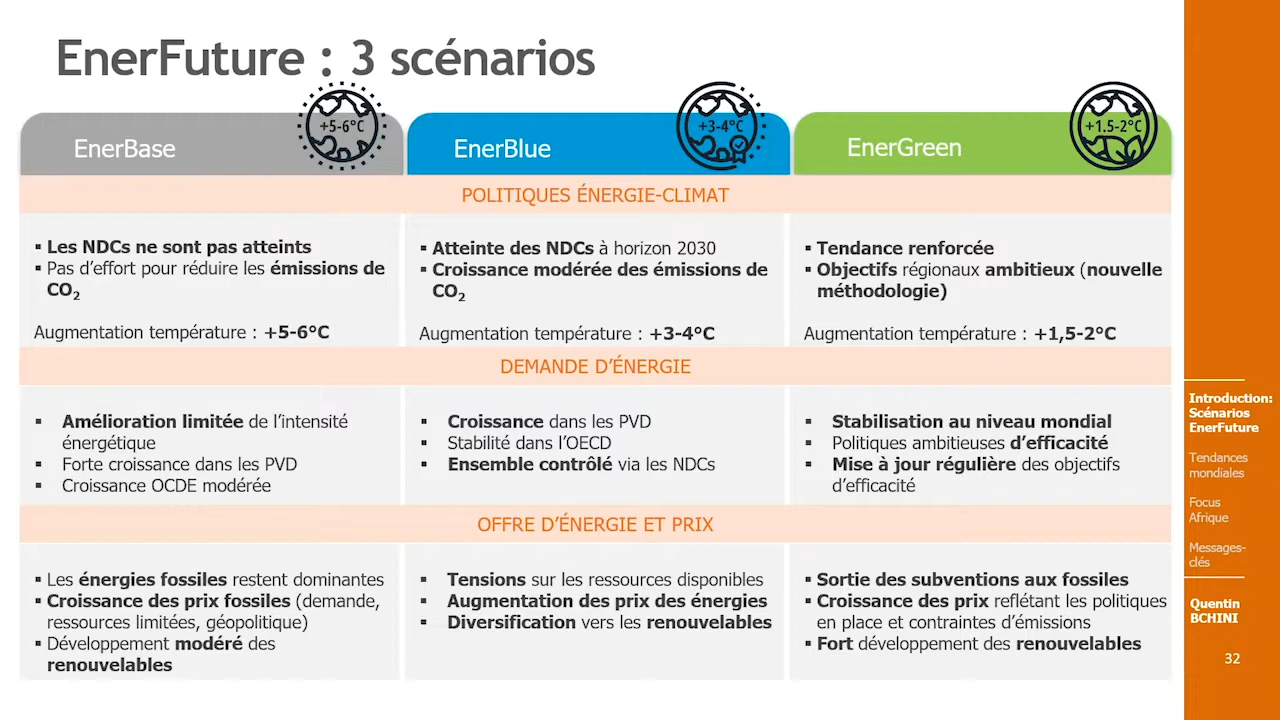 EnerFuture : 3 scénarios
EnerBase
+5-6°C
EnerBlue
+3-4°C
EnerGreen
+1.5-2°C
POLITIQUES ÉNERGIE-CLIMAT
▪ Les NDCs ne sont pas atteints
▪ Pas d’effort pour réduire les émissions de
CO₂
Augmentation température : +5-6°C
▪ Atteinte des NDCs à horizon 2030
▪ Croissance modérée des émissions de
CO₂
Augmentation température : +3-4°C
▪ Tendance renforcée
▪ Objectifs régionaux ambitieux (nouvelle
méthodologie)
Augmentation température : +1,5-2°C
DEMANDE D’ÉNERGIE
▪ Amélioration limitée de l’intensité
énergétique
▪ Forte croissance dans les PVD
▪ Croissance OCDE modérée
▪ Croissance dans les PVD
▪ Stabilité dans l’OECD
▪ Ensemble contrôlé via les NDCs
▪ Stabilisation au niveau mondial
▪ Politiques ambitieuses d’efficacité
▪ Mise à jour régulière des objectifs
d’efficacité
OFFRE D’ÉNERGIE ET PRIX
▪ Les énergies fossiles restent dominantes
▪ Croissance des prix fossiles (demande,
ressources limitées, géopolitique)
▪ Développement modéré des
renouvelables
▪ Tensions sur les ressources disponibles
▪ Augmentation des prix des énergies
▪ Diversification vers les renouvelables
▪ Sortie des subventions aux fossiles
▪ Croissance des prix reflétant les politiques
en place et contraintes d’émissions
▪ Fort développement des renouvelables
Introduction:
Scénarios
EnerFuture
Tendances
mondiales
Focus
Afrique
Messages-
clés
Quentin
BCHINI
32